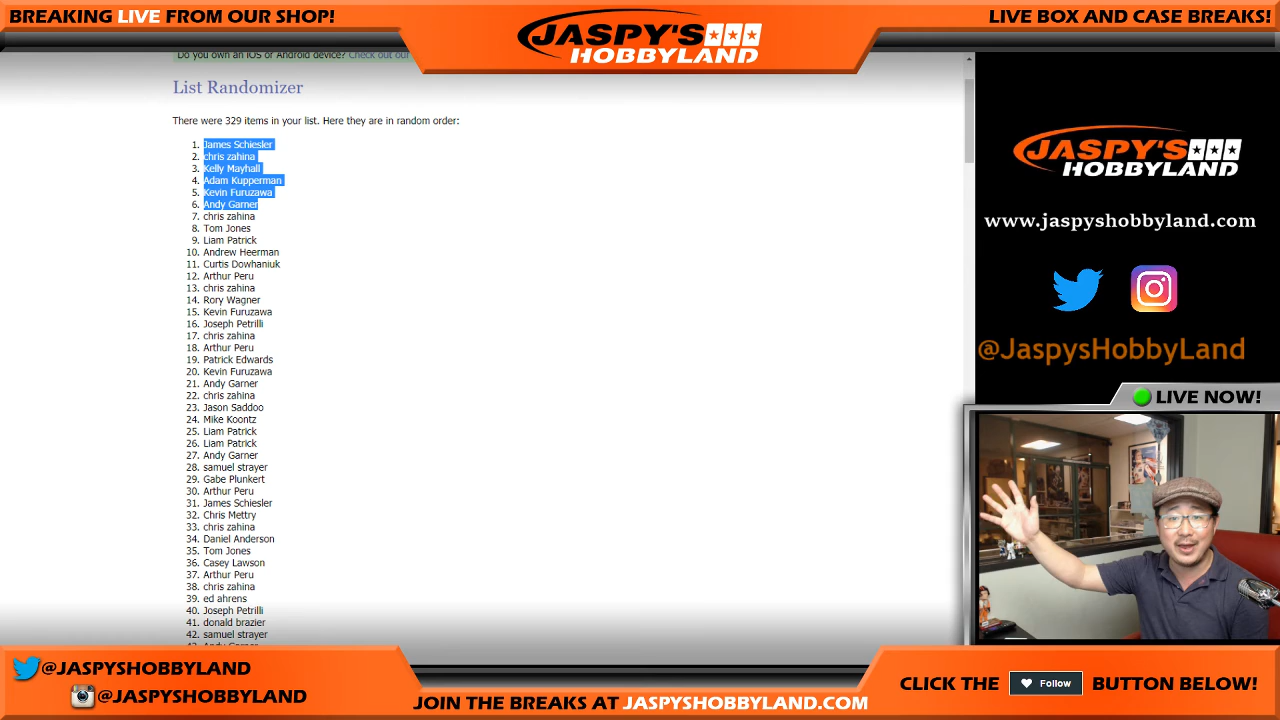 BREAKING LIVE FROM OUR SHOP!
JASPY'S
HOBBYLAND
LIVE BOX AND CASE BREAKS!
Do you own an iOS or Android device? Check out our
List Randomizer
There were 329 items in your list. Here they are in random order:
1. James Schiesler
2. chris zahina
3. Kelly Mayhall
4. Adam Kupperman
5. Kevin Furuzawa
6. Andy Garner
7. chris zahina
8. Tom Jones
9. Liam Patrick
10. Andrew Heerman
11. Curtis Dowhaniuk
12. Arthur Peru
13. chris zahina
14. Rory Wagner
15. Kevin Furuzawa
16. Joseph Petrilli
17. chris zahina
18. Arthur Peru
19. Patrick Edwards
20. Kevin Furuzawa
21. Andy Garner
22. chris zahina
23. Jason Saddoo
24. Mike Koontz
25. Liam Patrick
26. Liam Patrick
27. Andy Garner
28. samuel strayer
29. Gabe Plunkert
30. Arthur Peru
31. James Schiesler
32. Chris Mettry
33. chris zahina
34. Daniel Anderson
35. Tom Jones
36. Casey Lawson
37. Arthur Peru
38. chris zahina
39. ed ahrens
40. Joseph Petrilli
41. donald brazier
42. samuel strayer
JASPY'S
HOBBYLAND
www.jaspyshobbyland.com
@JaspysHobbyLand
LIVE NOW!
@JASPYSHOBBYLAND
@JASPYSHOBBYLAND
JOIN THE BREAKS AT JASPYSHOBBYLAND.COM
CLICK THE Follow BUTTON BELOW!